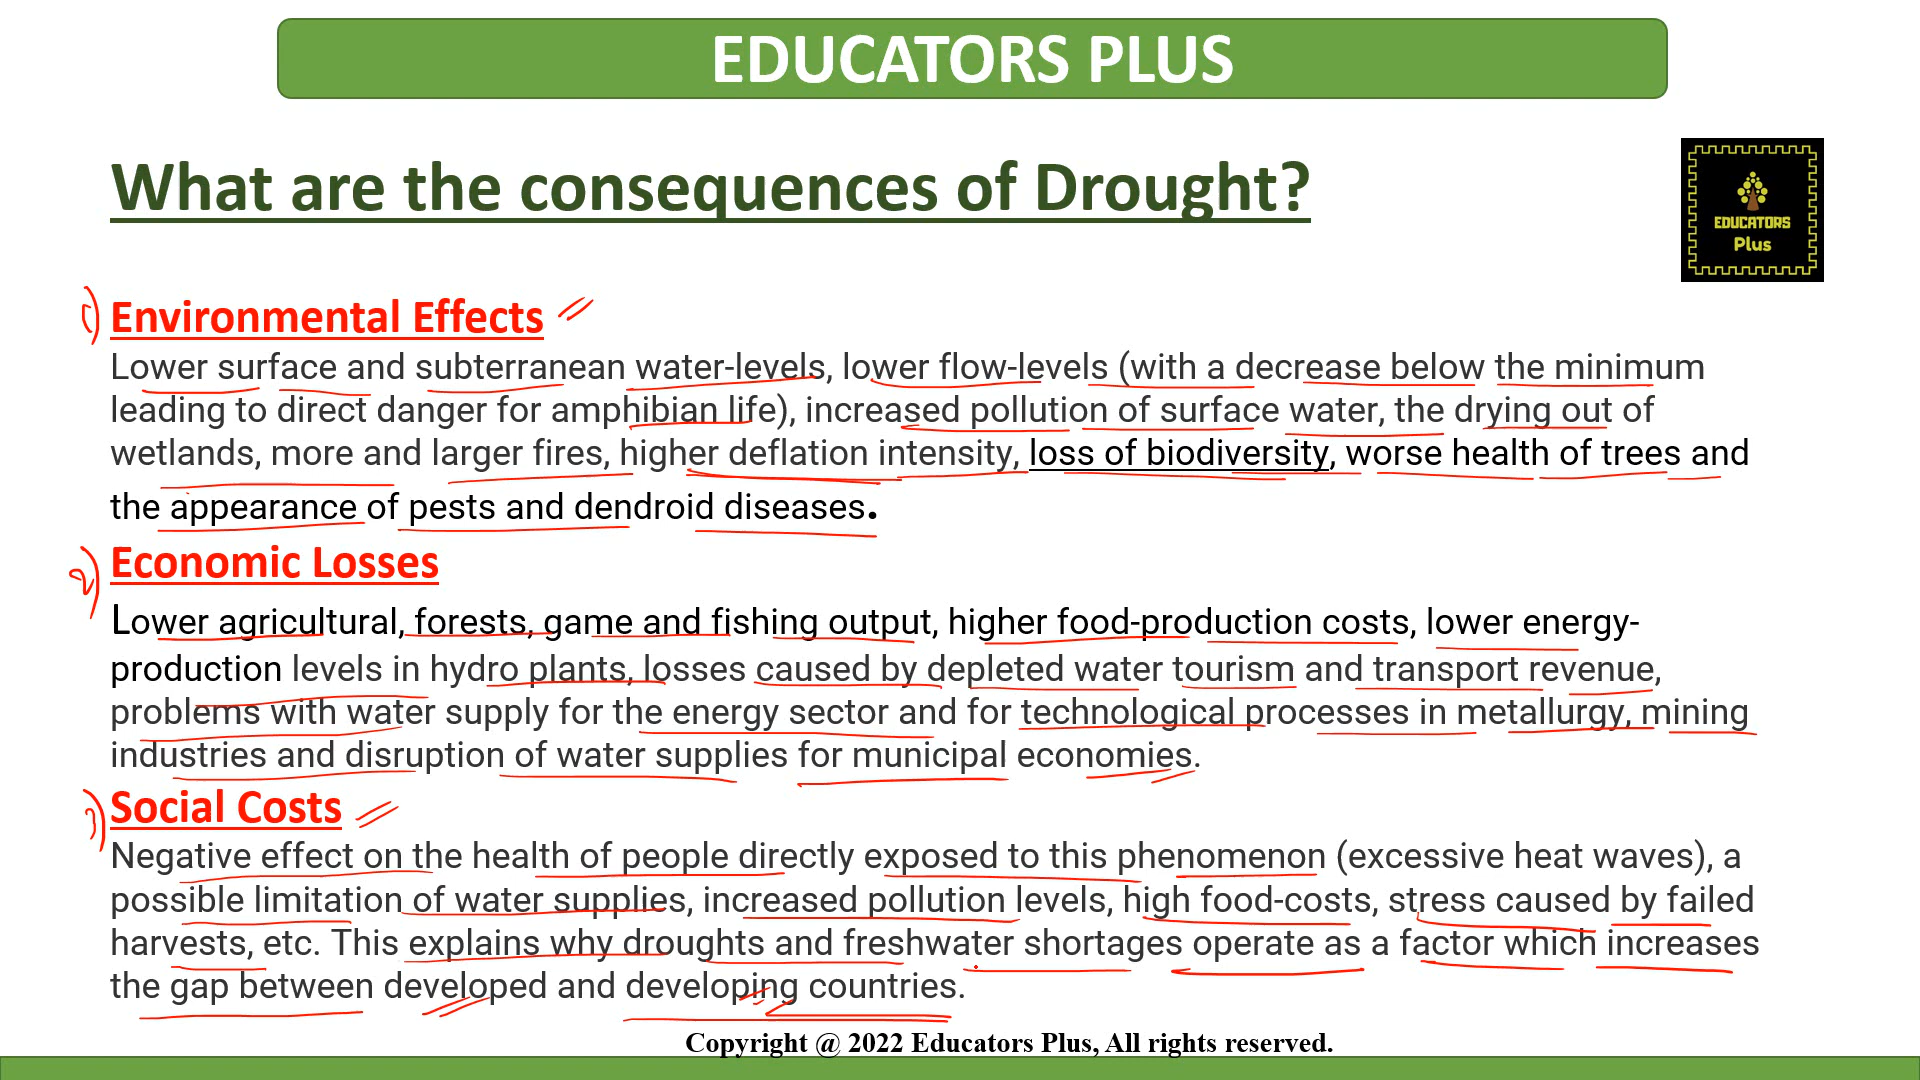 EDUCATORS PLUS
What are the consequences of Drought?
EDUCATORS
Plus
1) Environmental Effects
Lower surface and subterranean water-levels, lower flow-levels (with a decrease below the minimum
leading to direct danger for amphibian life), increased pollution of surface water, the drying out of
wetlands, more and larger fires, higher deflation intensity, loss of biodiversity, worse health of trees and
the appearance of pests and dendroid diseases.
2) Economic Losses
Lower agricultural, forests, game and fishing output, higher food-production costs, lower energy-
production levels in hydro plants, losses caused by depleted water tourism and transport revenue,
problems with water supply for the energy sector and for technological processes in metallurgy, mining
industries and disruption of water supplies for municipal economies.
3) Social Costs
Negative effect on the health of people directly exposed to this phenomenon (excessive heat waves), a
possible limitation of water supplies, increased pollution levels, high food-costs, stress caused by failed
harvests, etc. This explains why droughts and freshwater shortages operate as a factor which increases
the gap between developed and developing countries.
Copyright @ 2022 Educators Plus, All rights reserved.